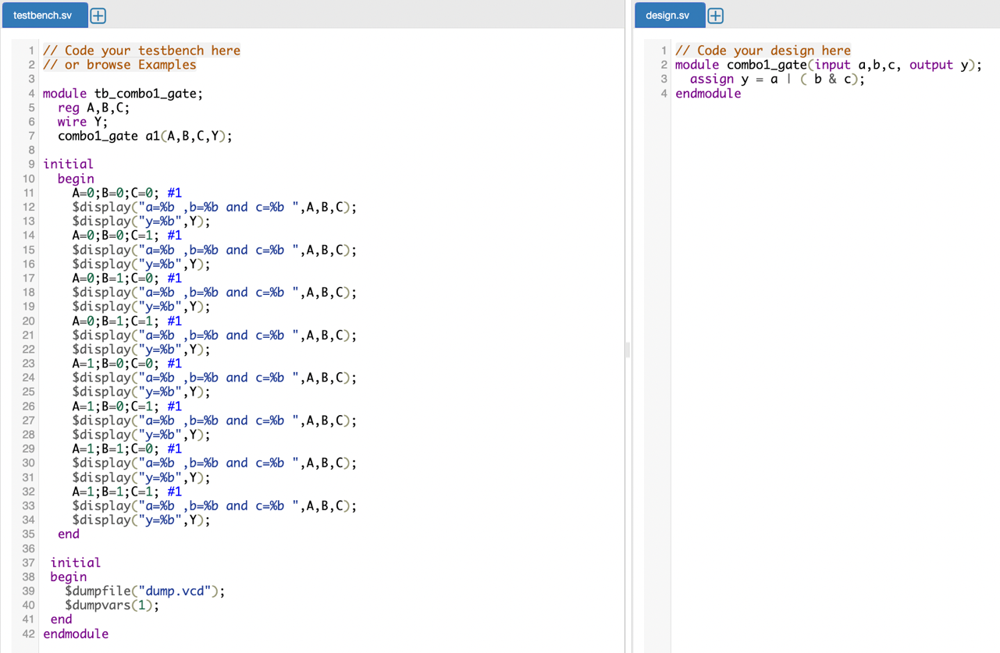 testbench.sv
1 // Code your testbench here
2 // or browse Examples
3
4 module tb_combo1_gate;
5   reg A,B,C;
6   wire Y;
7   combo1_gate a1(A,B,C,Y);
8
9 initial
10   begin
11     A=0;B=0;C=0; #1
12     $display("a=%b ,b=%b and c=%b ",A,B,C);
13     $display("y=%b",Y);
14     A=0;B=0;C=1; #1
15     $display("a=%b ,b=%b and c=%b ",A,B,C);
16     $display("y=%b",Y);
17     A=0;B=1;C=0; #1
18     $display("a=%b ,b=%b and c=%b ",A,B,C);
19     $display("y=%b",Y);
20     A=0;B=1;C=1; #1
21     $display("a=%b ,b=%b and c=%b ",A,B,C);
22     $display("y=%b",Y);
23     A=1;B=0;C=0; #1
24     $display("a=%b ,b=%b and c=%b ",A,B,C);
25     $display("y=%b",Y);
26     A=1;B=0;C=1; #1
27     $display("a=%b ,b=%b and c=%b ",A,B,C);
28     $display("y=%b",Y);
29     A=1;B=1;C=0; #1
30     $display("a=%b ,b=%b and c=%b ",A,B,C);
31     $display("y=%b",Y);
32     A=1;B=1;C=1; #1
33     $display("a=%b ,b=%b and c=%b ",A,B,C);
34     $display("y=%b",Y);
35   end
36
37  initial
38  begin
39    $dumpfile("dump.vcd");
40    $dumpvars(1);
41  end
42 endmodule
design.sv
1 // Code your design here
2 module combo1_gate(input a,b,c, output y);
3   assign y = a | ( b & c);
4 endmodule